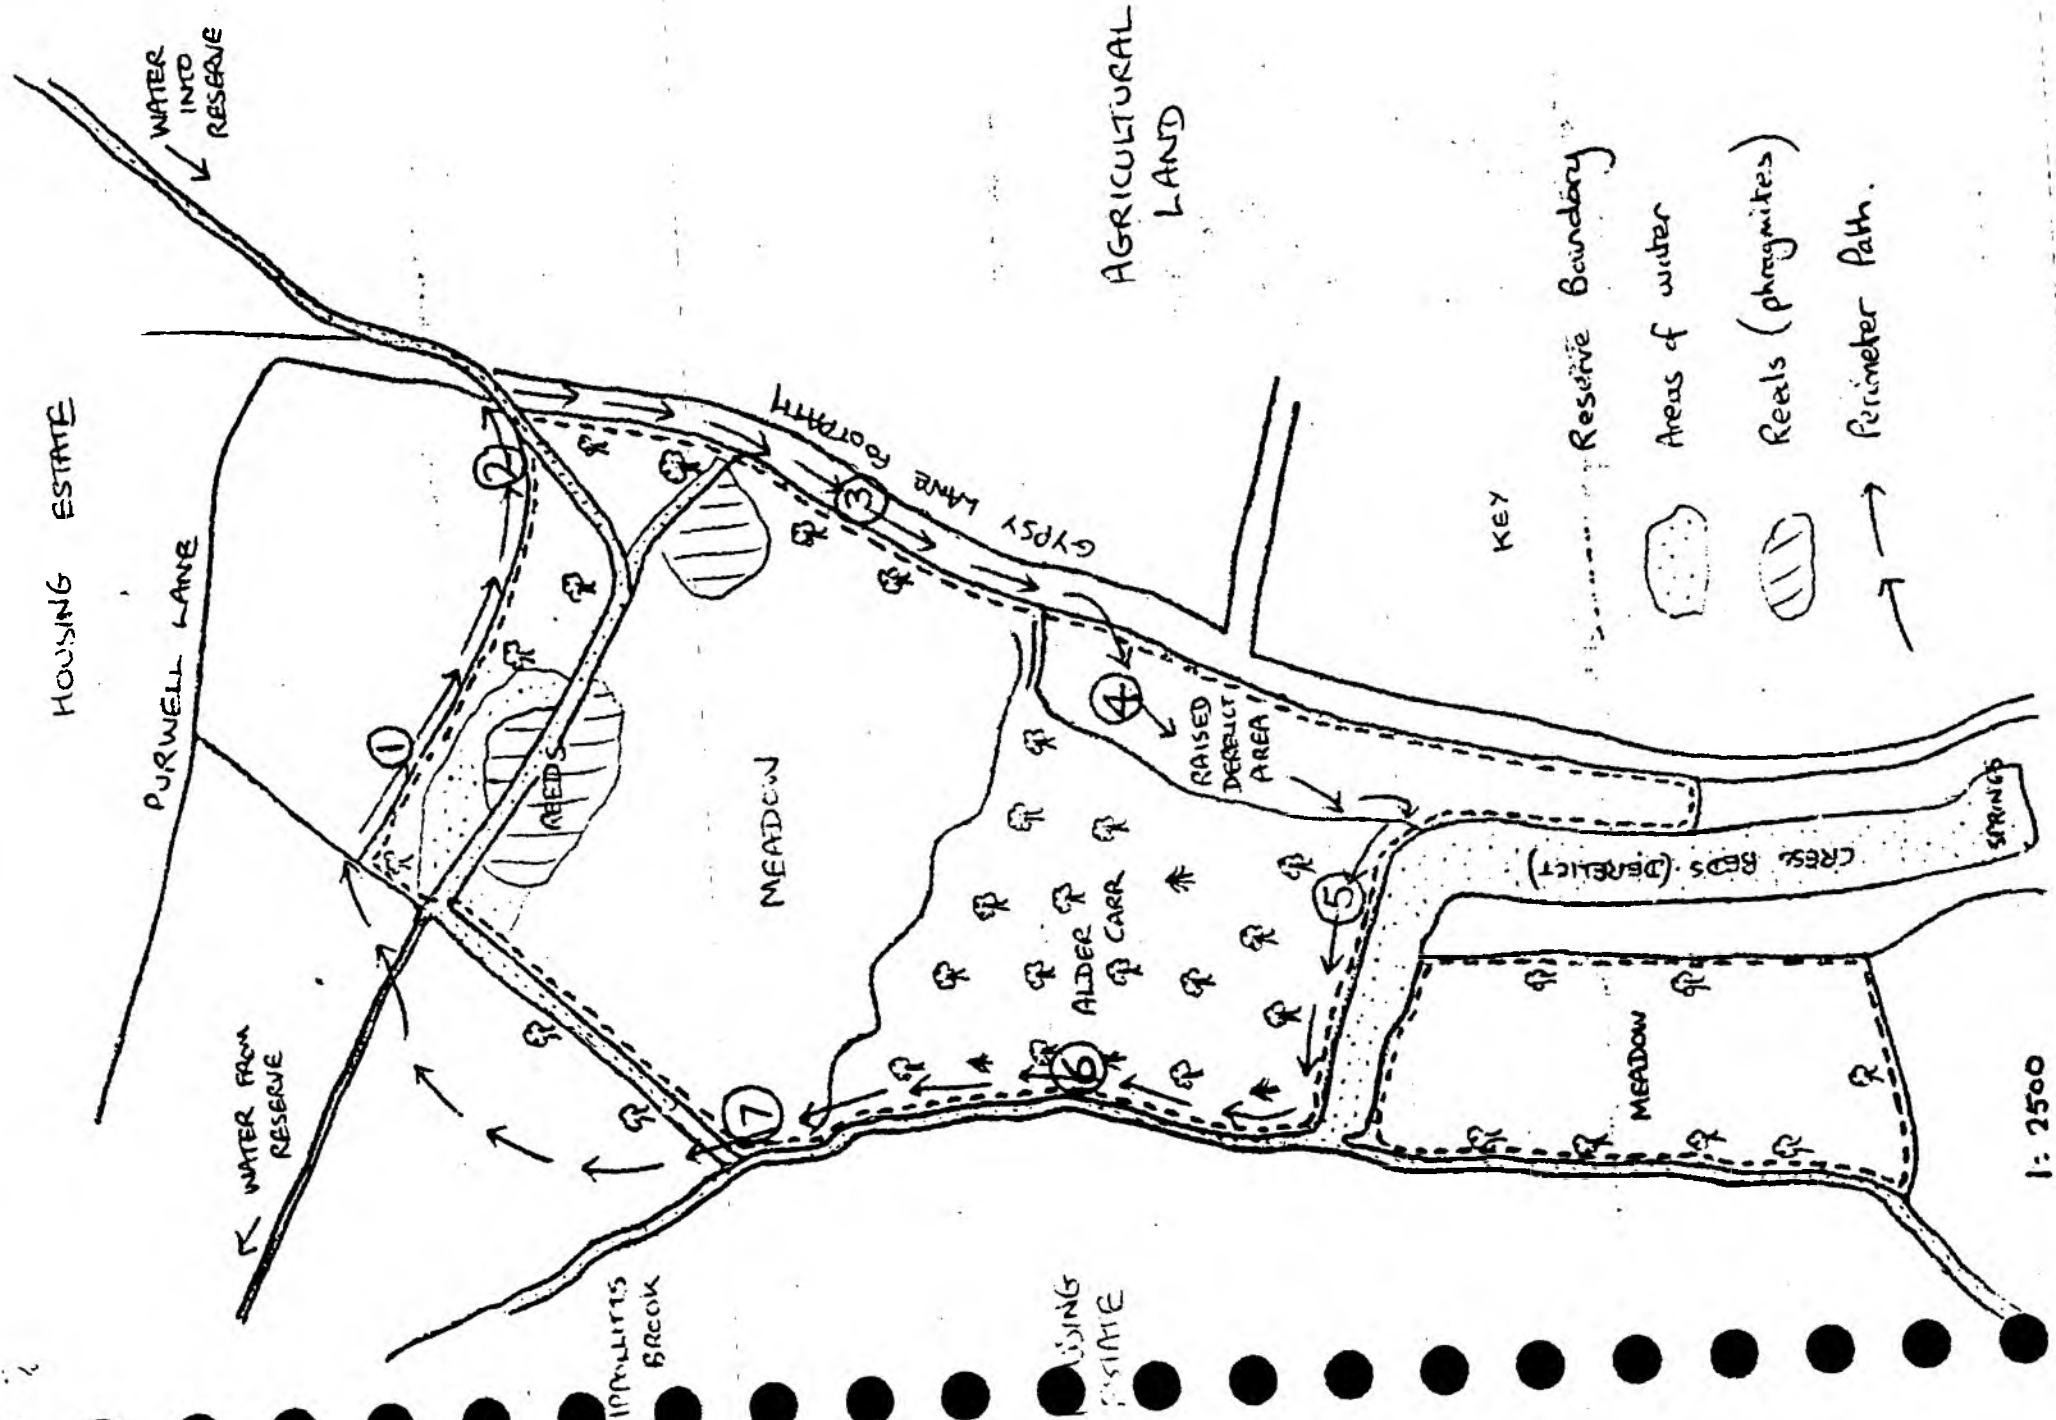 HOUSING ESTATE
PURWELL LANE
WATER
INTO
RESERVE
WATER FROM
RESERVE
1
2
3
4
5
6
7
GYPSY LANE FOOTPATH
AGRICULTURAL
LAND
REEDS
MEADOW
ALDER
CARR
RAISED
DERELICT
AREA
CRESS BEDS (DERELICT)
SPRINGS
MEADOW
BROOK
KEY
Reserve Boundary
Areas of water
Reeds (phragmites)
Perimeter Path.
1: 2500